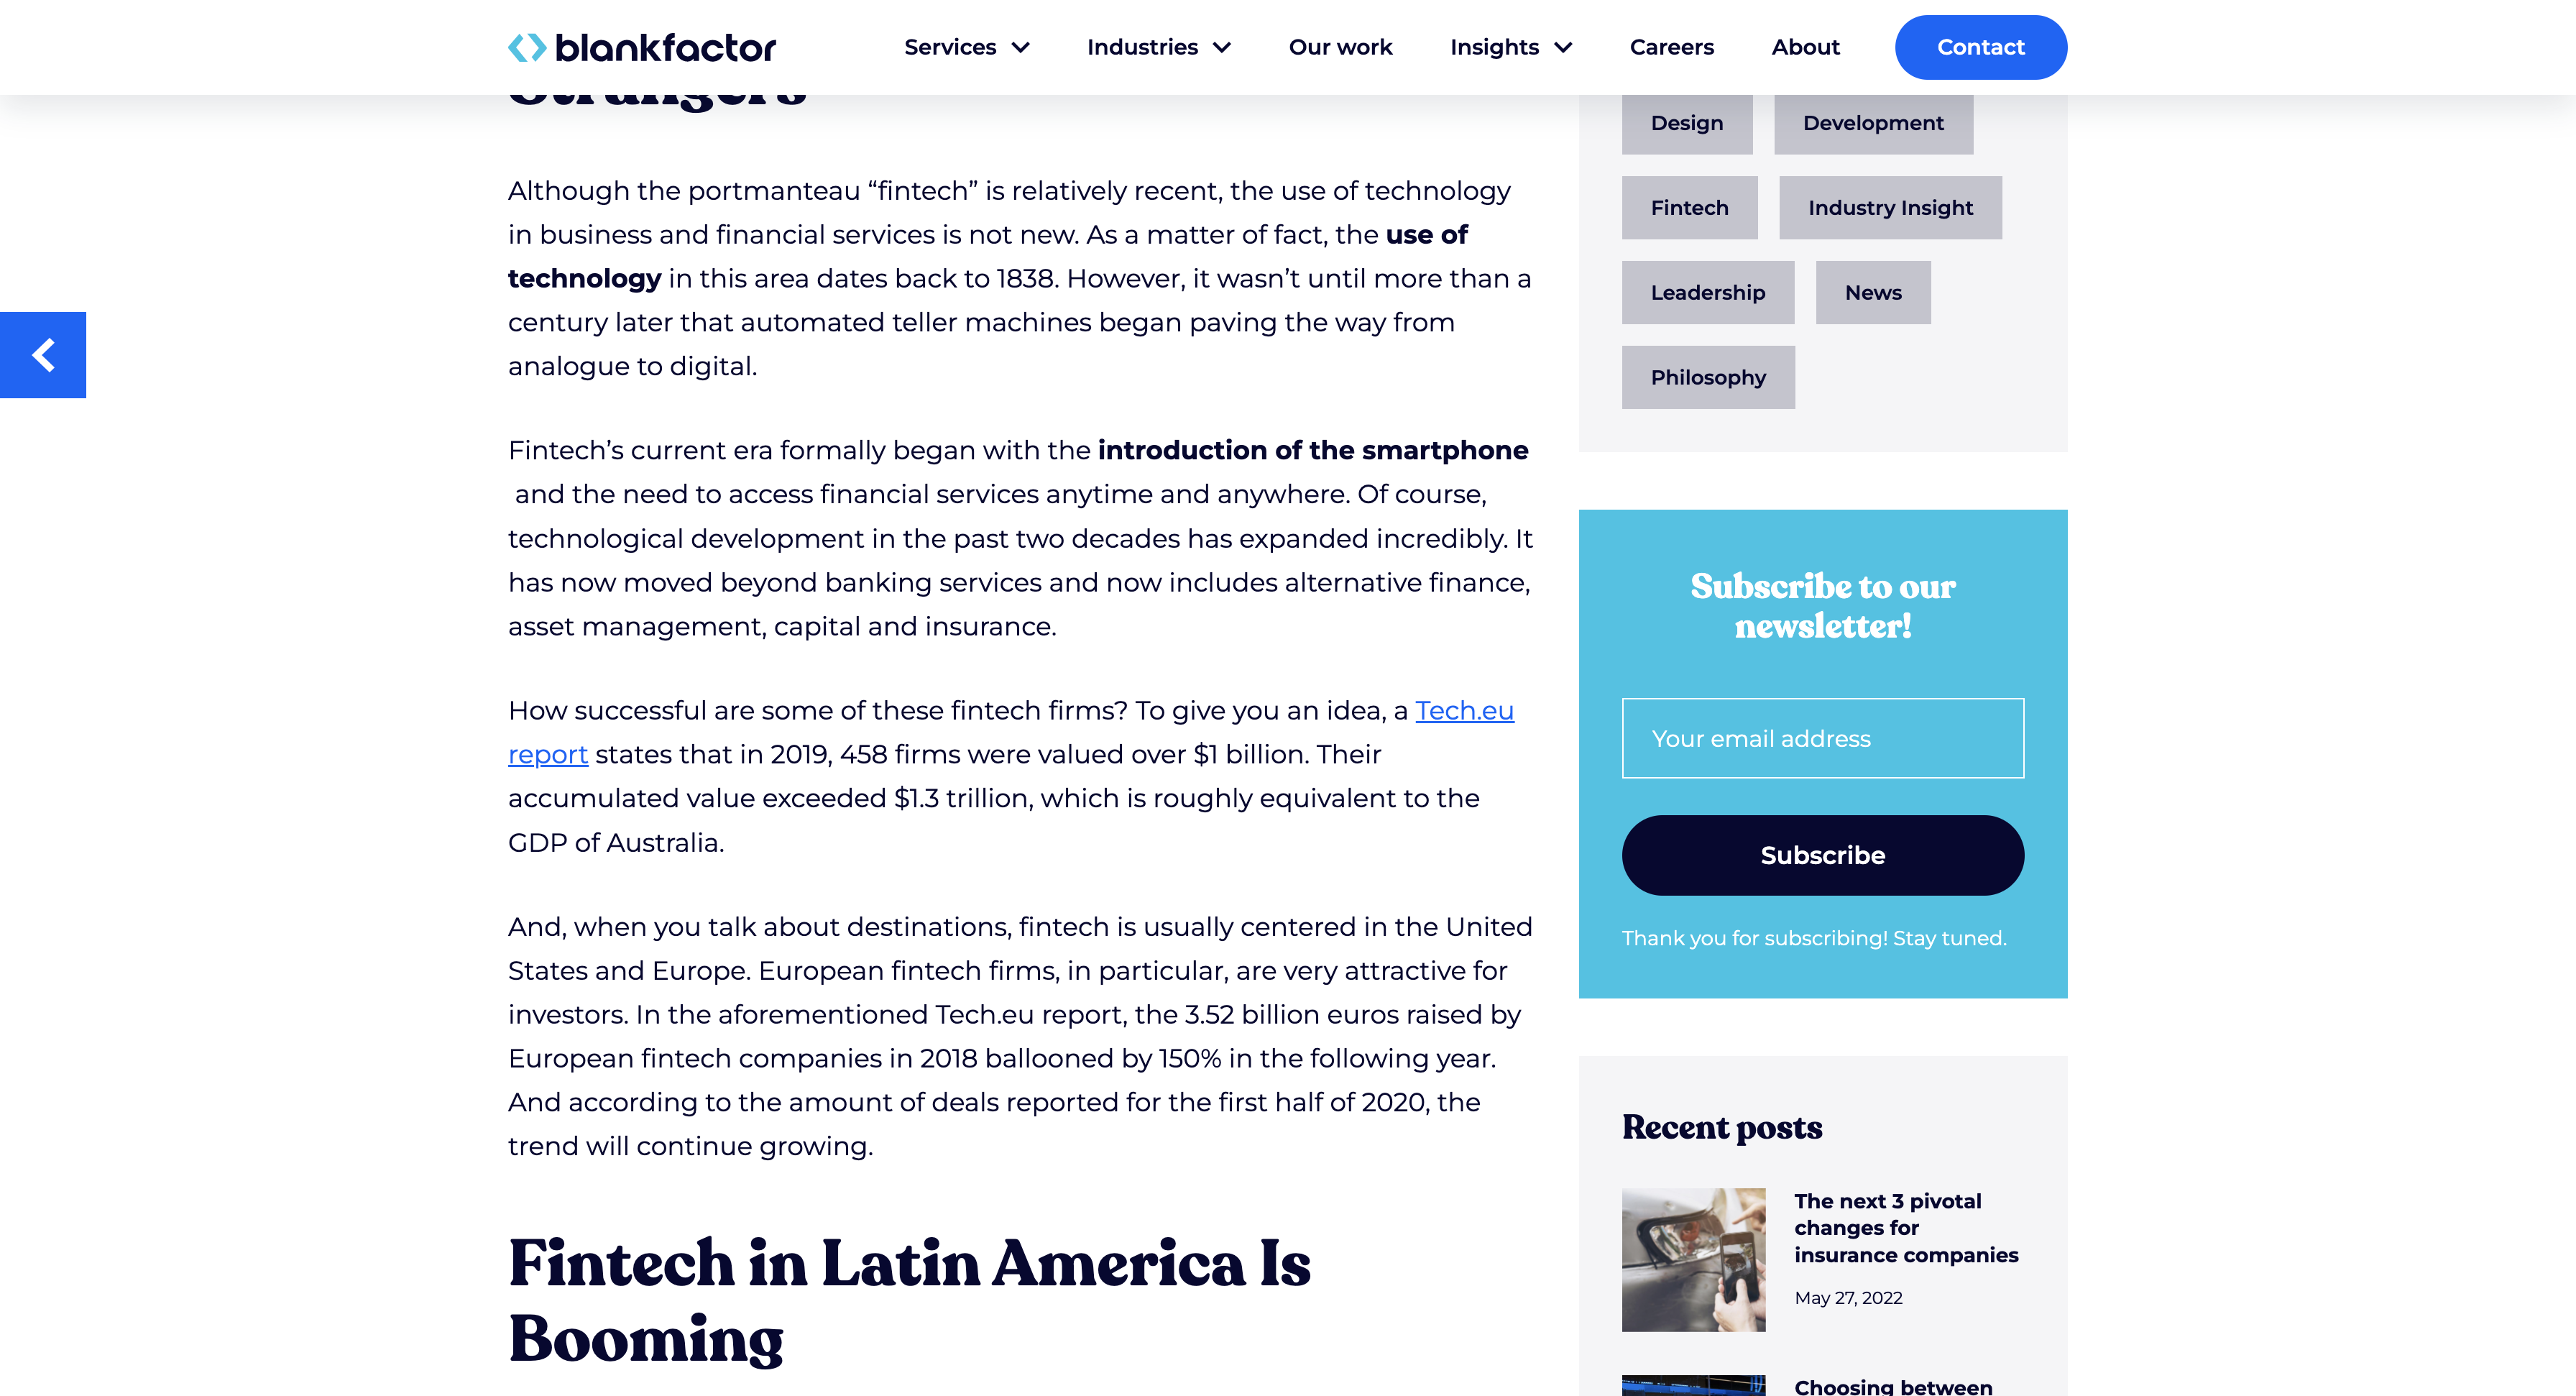 blankfactor
Services
Industries
Our work
Insights
Careers
About
Contact
Although the portmanteau “fintech” is relatively recent, the use of technology
in business and financial services is not new. As a matter of fact, the use of
technology in this area dates back to 1838. However, it wasn’t until more than a
century later that automated teller machines began paving the way from
analogue to digital.
Fintech’s current era formally began with the introduction of the smartphone
and the need to access financial services anytime and anywhere. Of course,
technological development in the past two decades has expanded incredibly. It
has now moved beyond banking services and now includes alternative finance,
asset management, capital and insurance.
How successful are some of these fintech firms? To give you an idea, a Tech.eu
report states that in 2019, 458 firms were valued over $1 billion. Their
accumulated value exceeded $1.3 trillion, which is roughly equivalent to the
GDP of Australia.
And, when you talk about destinations, fintech is usually centered in the United
States and Europe. European fintech firms, in particular, are very attractive for
investors. In the aforementioned Tech.eu report, the 3.52 billion euros raised by
European fintech companies in 2018 ballooned by 150% in the following year.
And according to the amount of deals reported for the first half of 2020, the
trend will continue growing.
Fintech in Latin America Is
Booming
Design
Development
Fintech
Industry Insight
Leadership
News
Philosophy
Subscribe to our
newsletter!
Your email address
Subscribe
Thank you for subscribing! Stay tuned.
Recent posts
The next 3 pivotal
changes for
insurance companies
May 27, 2022
Choosing between